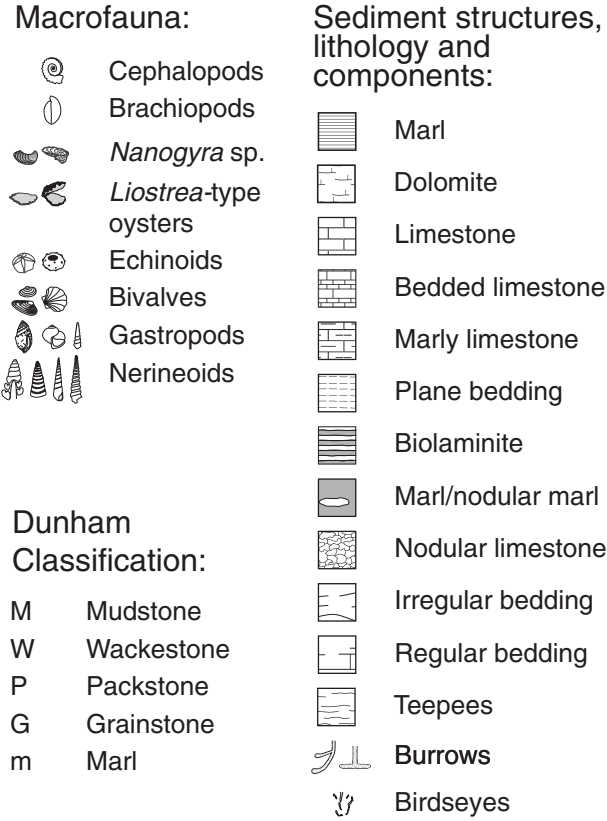 Macrofauna:
Cephalopods
Brachiopods
Nanogyra sp.
Liostrea-type
oysters
Echinoids
Bivalves
Gastropods
Nerineoids
Dunham
Classification:
M Mudstone
W Wackestone
P Packstone
G Grainstone
m Marl
Sediment structures,
lithology and
components:
Marl
Dolomite
Limestone
Bedded limestone
Marly limestone
Plane bedding
Biolaminite
Marl/nodular marl
Nodular limestone
Irregular bedding
Regular bedding
Teepees
Burrows
Birdseyes